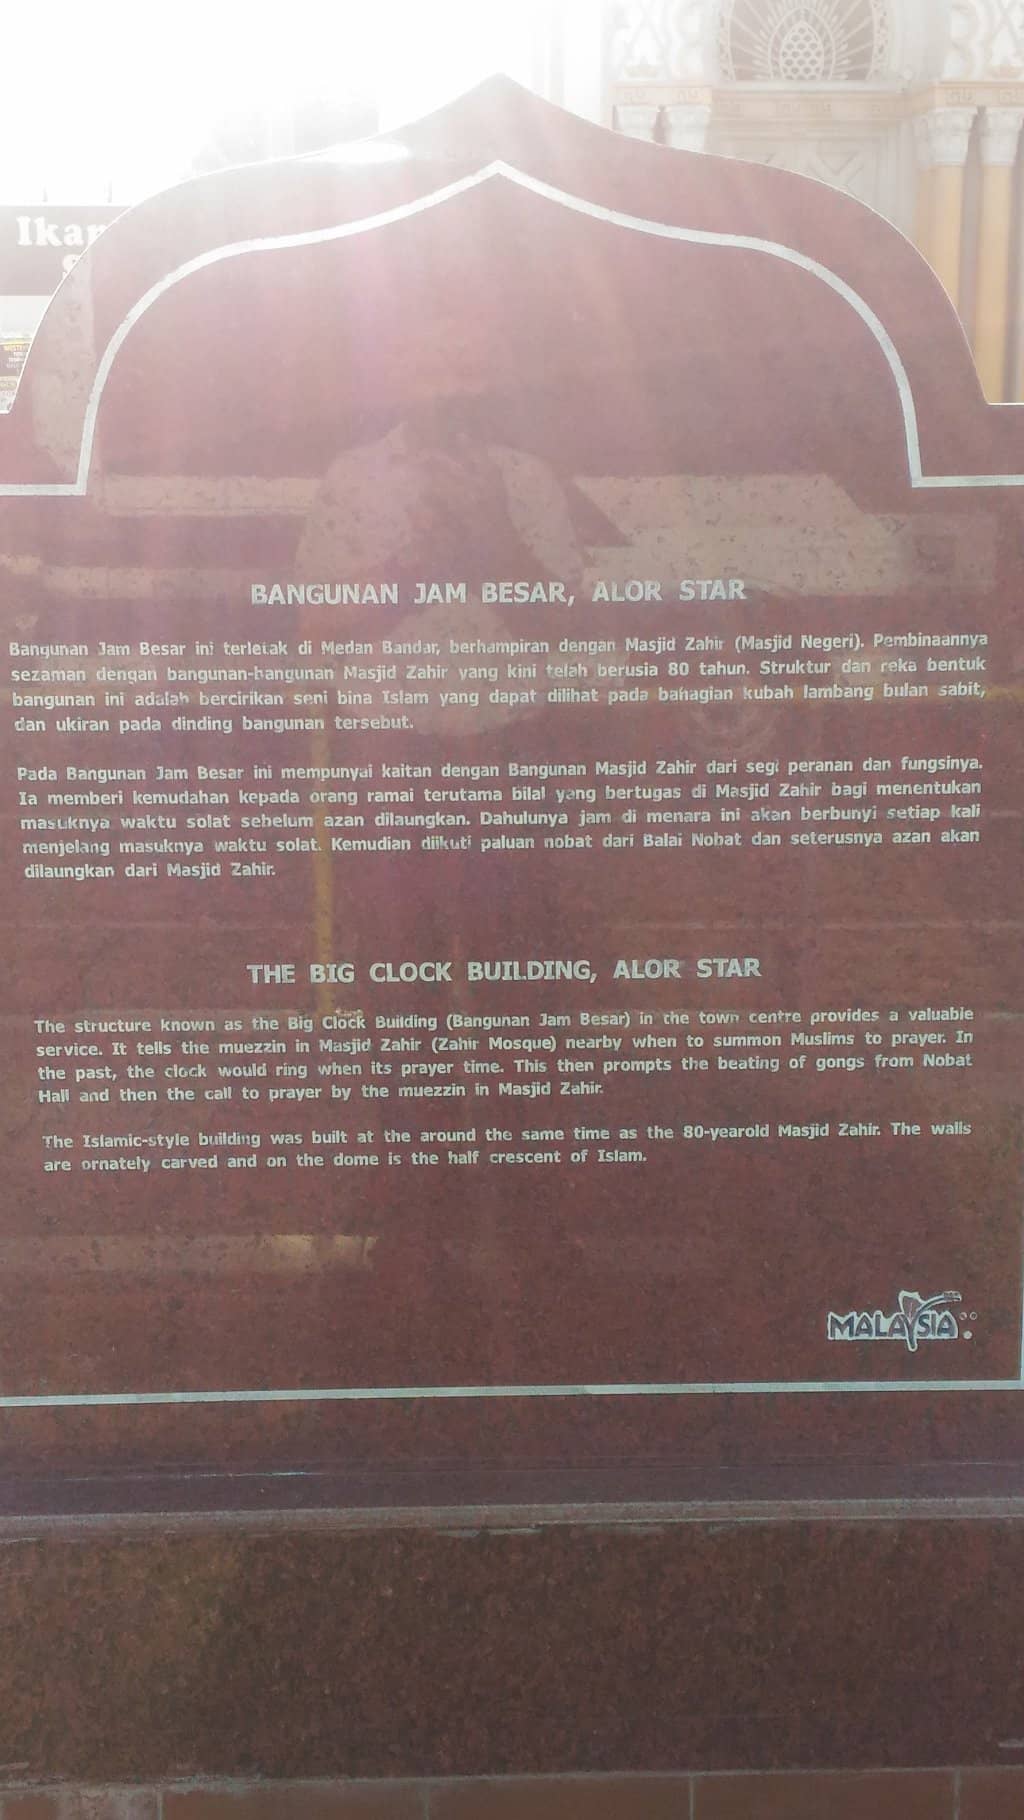 Ikan
BANGUNAN JAM BESAR, ALOR STAR
Bangunan Jam Besar ini terletak di Medan Bandar, berhampiran dengan Masjid Zahir (Masjid Negeri). Pembinaannya
sezaman dengan bangunan-bangunan Masjid Zahir yang kini telah berusia 80 tahun. Struktur dan reka bentuk
bangunan ini adalah bercirikan seni bina Islam yang dapat dilihat pada bahagian kubah lambang bulan sabit,
dan ukiran pada dinding bangunan tersebut.
Pada Bangunan Jam Besar ini mempunyai kaitan dengan Bangunan Masjid Zahir dari segi peranan dan fungsinya.
Ia memberi kemudahan kepada orang ramai terutama bilal yang bertugas di Masjid Zahir bagi menentukan
masuknya waktu solat sebelum azan dilaungkan. Dahulunya jam di menara ini akan berbunyi setiap kali
menjelang masuknya waktu solat. Kemudian diikuti paluan nobat dari Balai Nobat dan seterusnya azan akan
dilaungkan dari Masjid Zahir.
THE BIG CLOCK BUILDING, ALOR STAR
The structure known as the Big Clock Building (Bangunan Jam Besar) in the town centre provides a valuable
service. It tells the muezzin in Masjid Zahir (Zahir Mosque) nearby when to summon Muslims to prayer. In
the past, the clock would ring when its prayer time. This then prompts the beating of gongs from Nobat
Hall and then the call to prayer by the muezzin in Masjid Zahir.
The Islamic-style building was built at the around the same time as the 80-yearold Masjid Zahir. The walls
are ornately carved and on the dome is the half crescent of Islam.
MALAYSIA